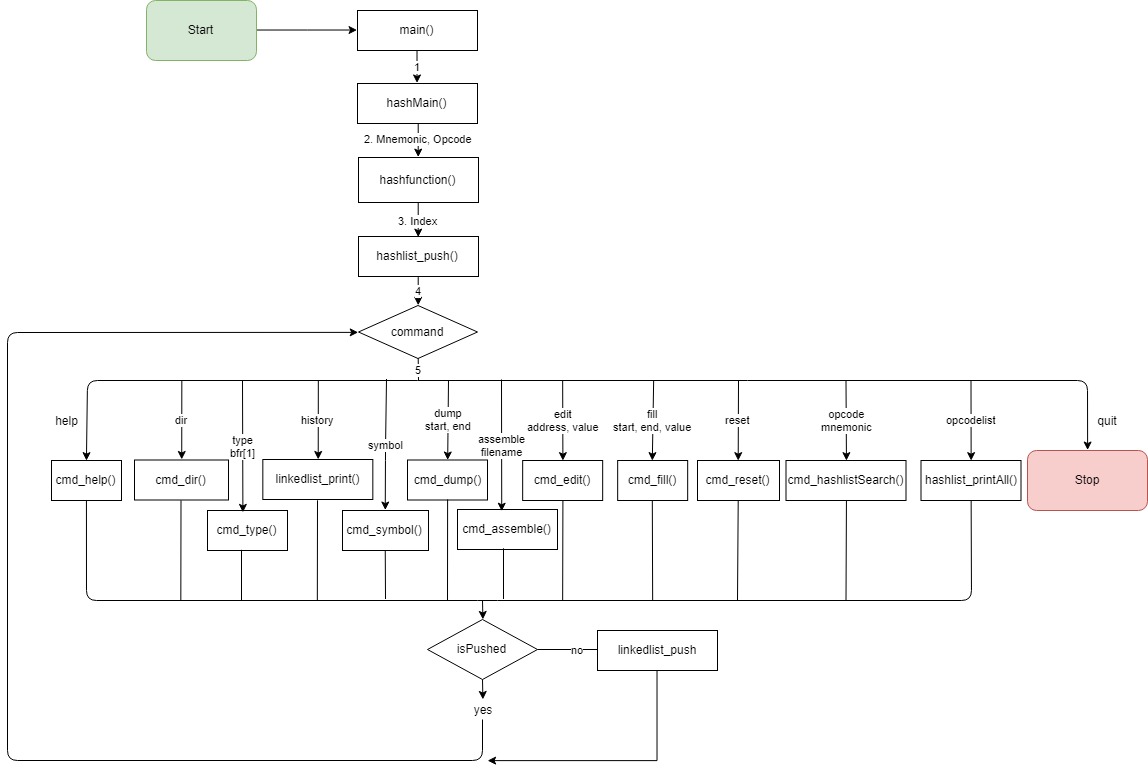 Start
main()
1
hashMain()
2. Mnemonic, Opcode
hashfunction()
3. Index
hashlist_push()
4
command
5
help
dir
type
bfr[1]
history
symbol
dump
start, end
assemble
filename
edit
address, value
fill
start, end, value
reset
opcode
mnemonic
opcodelist
quit
cmd_help()
cmd_dir()
linkedlist_print()
cmd_dump()
cmd_edit()
cmd_fill()
cmd_reset()
cmd_hashlistSearch()
hashlist_printAll()
Stop
cmd_type()
cmd_symbol()
cmd_assemble()
isPushed
no
linkedlist_push
yes